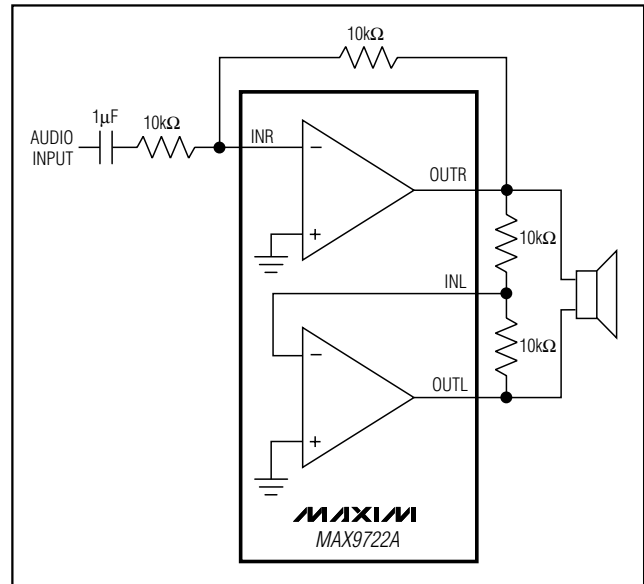 10kΩ
1µF
10kΩ
AUDIO
INPUT
INR
−
+
OUTR
10kΩ
INL
10kΩ
−
+
OUTL
MAXIM
MAX9722A